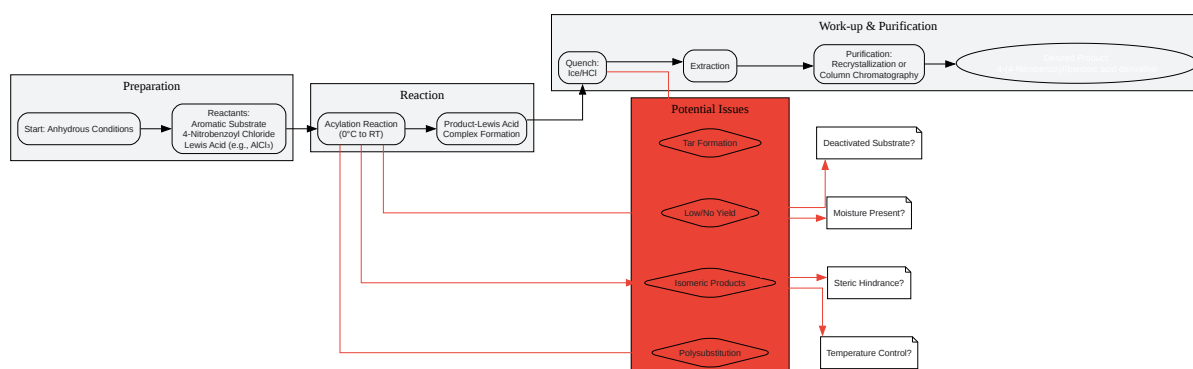 Work-up & Purification
Quench:
Ice/HCl
Extraction
Purification:
Recrystallization or
Column Chromatography
Preparation
Start: Anhydrous Conditions
Reactants:
Aromatic Substrate
4-Nitrobenzoyl Chloride
Lewis Acid (e.g., AlCl₃)
Reaction
Acylation Reaction
(0°C to RT)
Product-Lewis Acid
Complex Formation
Potential Issues
Tar Formation
Low/No Yield
Isomeric Products
Polysubstitution
Deactivated Substrate?
Moisture Present?
Steric Hindrance?
Temperature Control?